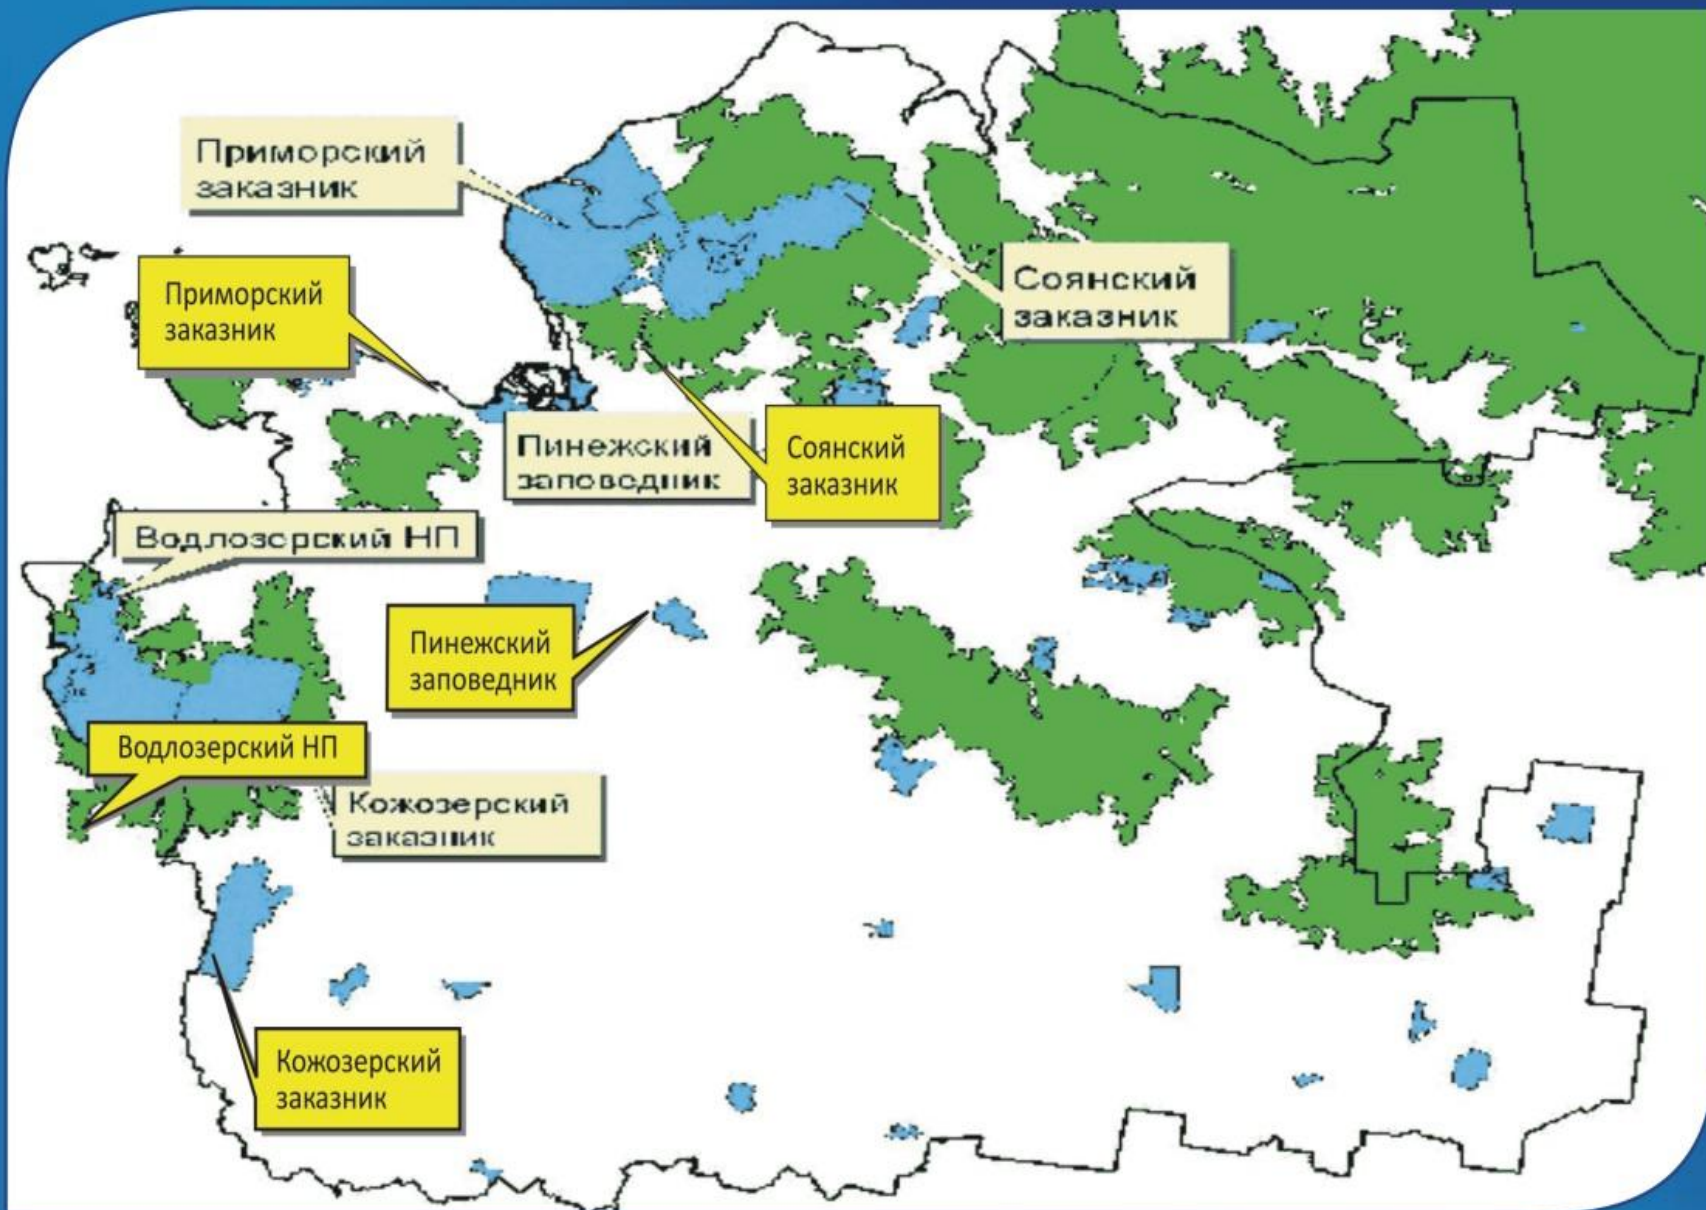 Приморский
заказник
Соянский
заказник
Приморский
заказник
Пинежский
заповедник
Соянский
заказник
Водлозерский НП
Пинежский
заповедник
Водлозерский НП
Кожозерский
заказник
Кожозерский
заказник